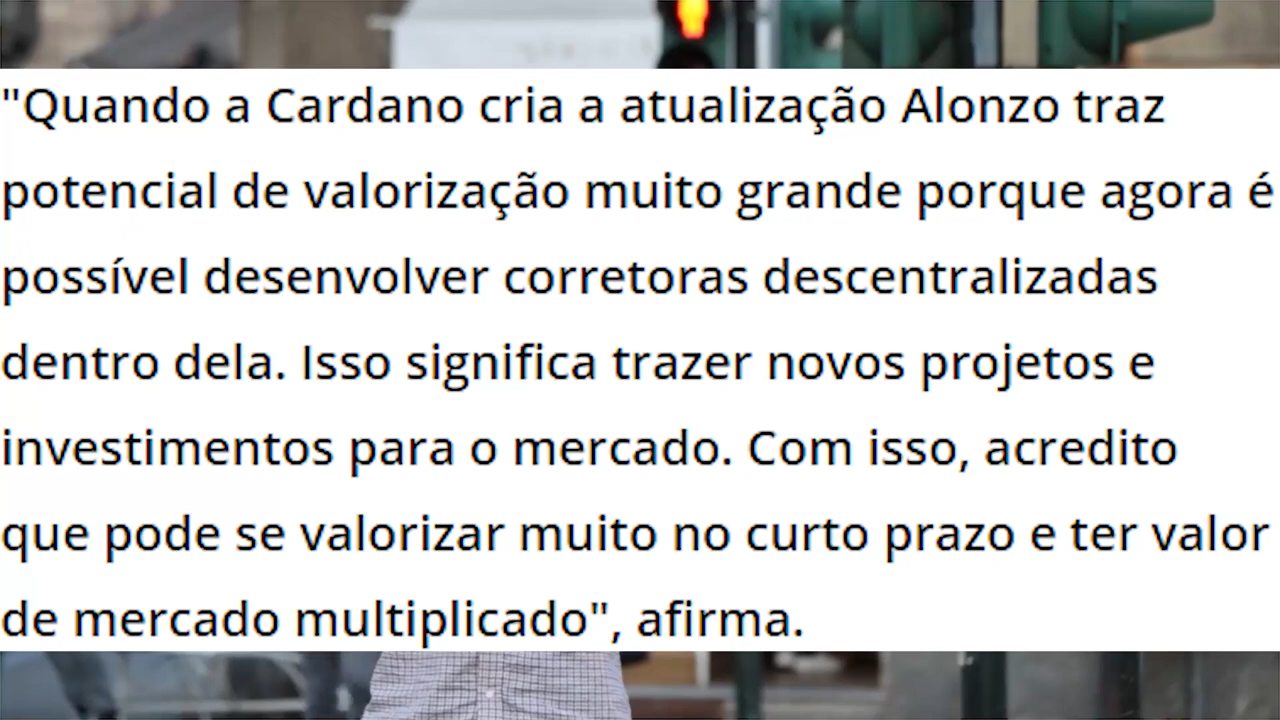 "Quando a Cardano cria a atualização Alonzo traz
potencial de valorização muito grande porque agora é
possível desenvolver corretoras descentralizadas
dentro dela. Isso significa trazer novos projetos e
investimentos para o mercado. Com isso, acredito
que pode se valorizar muito no curto prazo e ter valor
de mercado multiplicado", afirma.